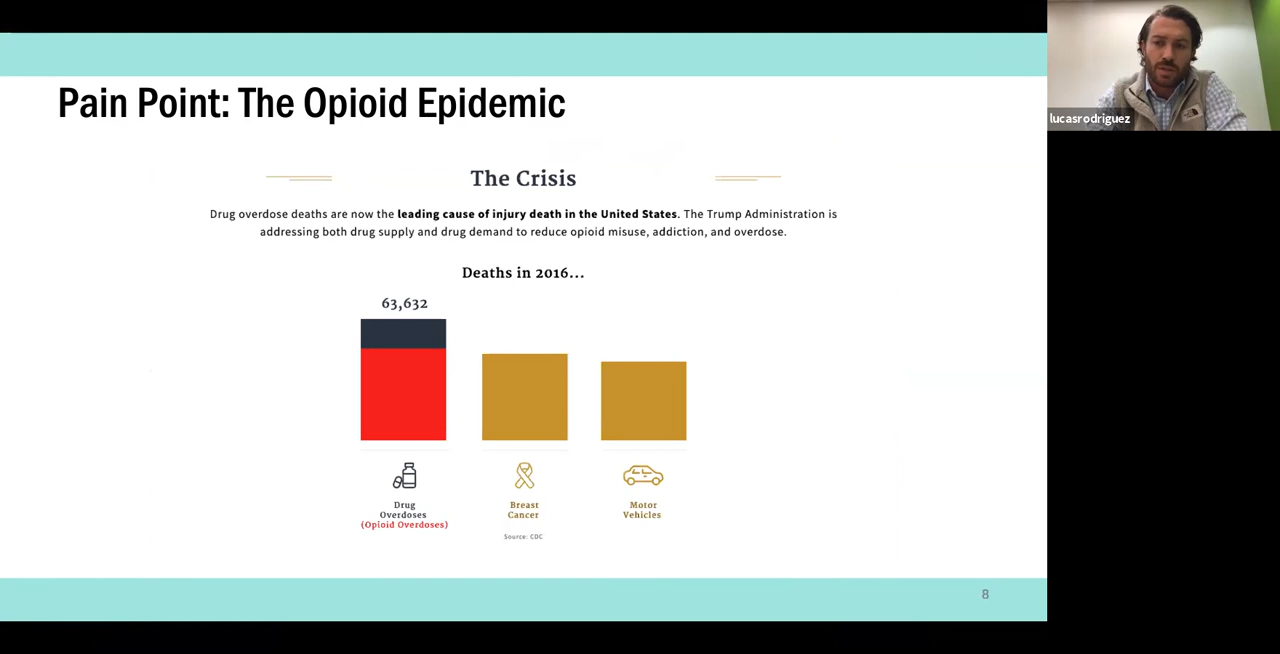 Pain Point: The Opioid Epidemic
The Crisis
Drug overdose deaths are now the leading cause of injury death in the United States. The Trump Administration is
addressing both drug supply and drug demand to reduce opioid misuse, addiction, and overdose.
Deaths in 2016...
63,632
Drug
Overdoses
(Opioid Overdoses)
Breast
Cancer
Motor
Vehicles
Source: CDC
8
lucasrodriguez